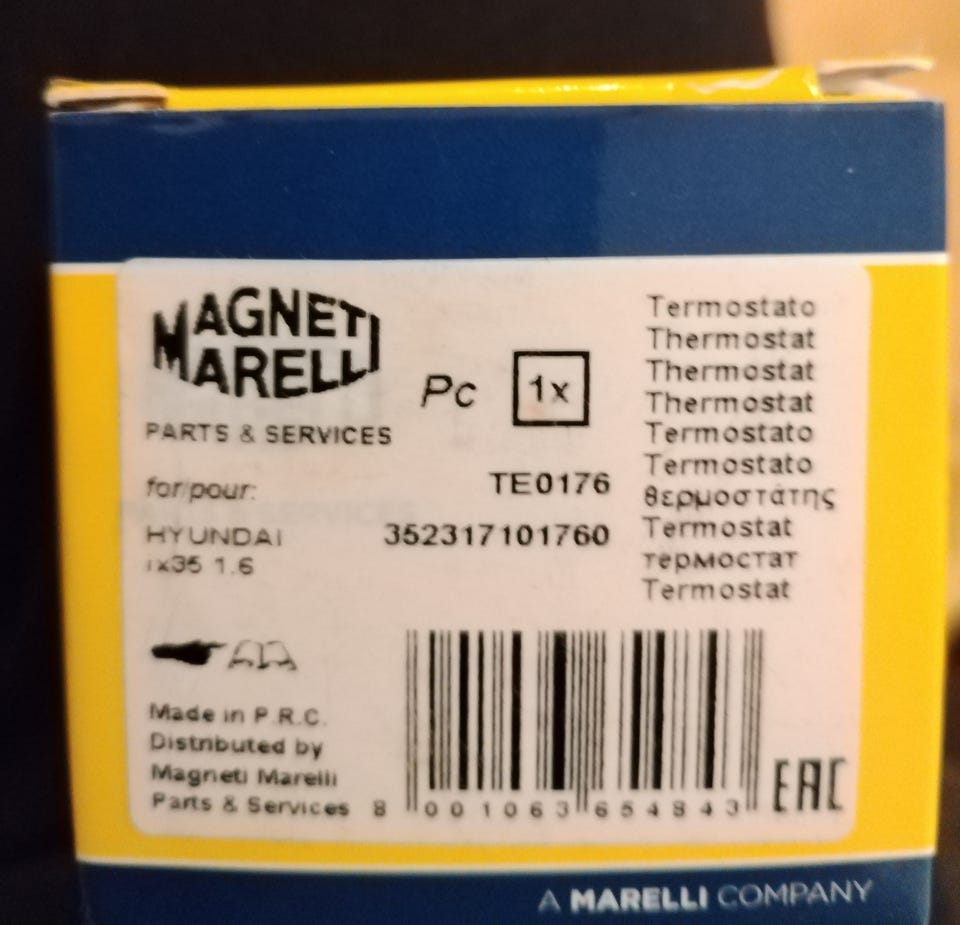 MAGNETI
MARELLI
PARTS & SERVICES
Pc 1x
for/pour:
HYUNDAI
ix35 1.6
TE0176
352317101760
Termostato
Thermostat
Thermostat
Thermostat
Termostato
Termostato
θερμοστάτης
Termostat
термостат
Termostat
Made in P.R.C.
Distributed by
Magneti Marelli
Parts & Services
8 001063 654843
EAC
A MARELLI COMPANY